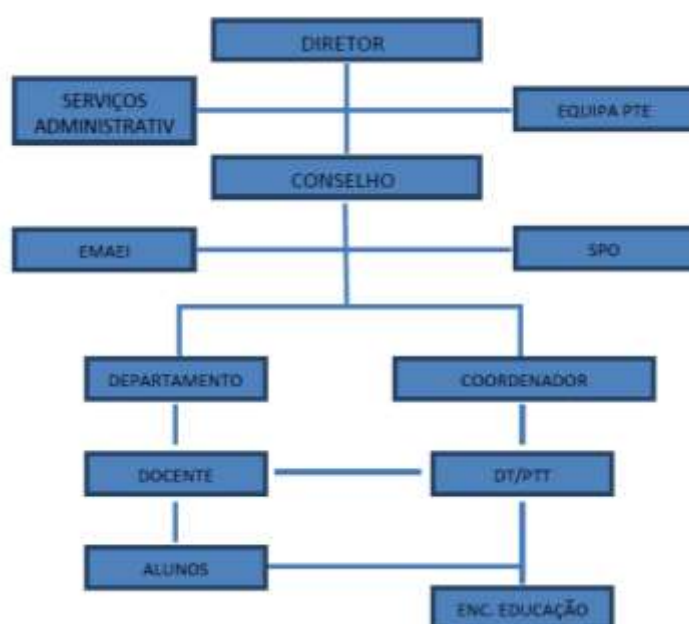 DIRETOR
SERVIÇOS
ADMINISTRATIV
EQUIPA PTE
CONSELHO
EMAEI
SPO
DEPARTAMENTO
COORDENADOR
DOCENTE
DT/PTT
ALUNOS
ENC. EDUCAÇÃO